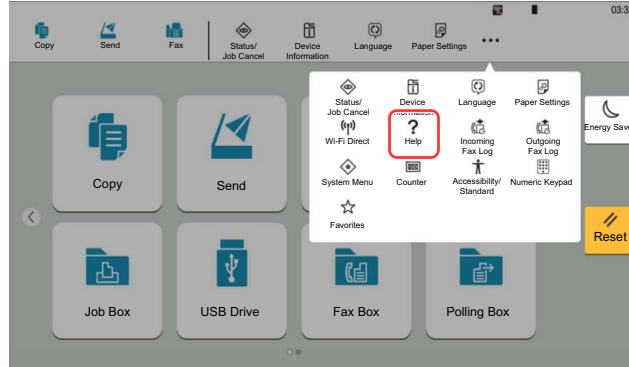 03:3
Copy
Send
Fax
Status/
Job Cancel
Device
Information
Language
Paper Settings
Status/
Job Cancel
Device
Information
Language
Paper Settings
Wi-Fi Direct
Help
Incoming
Fax Log
Outgoing
Fax Log
System Menu
Counter
Accessibility/
Standard
Numeric Keypad
Favorites
Energy Save
Copy
Send
Reset
Job Box
USB Drive
Fax Box
Polling Box